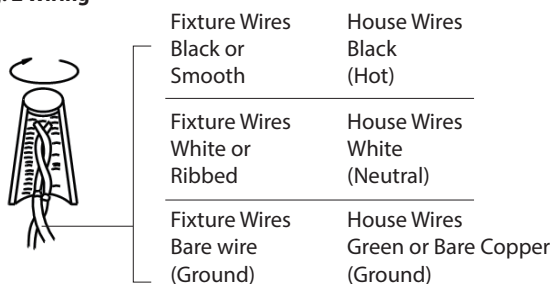 Wiring
Fixture Wires House Wires
Black or Black
Smooth (Hot)
Fixture Wires House Wires
White or White
Ribbed (Neutral)
Fixture Wires House Wires
Bare wire Green or Bare Copper
(Ground) (Ground)